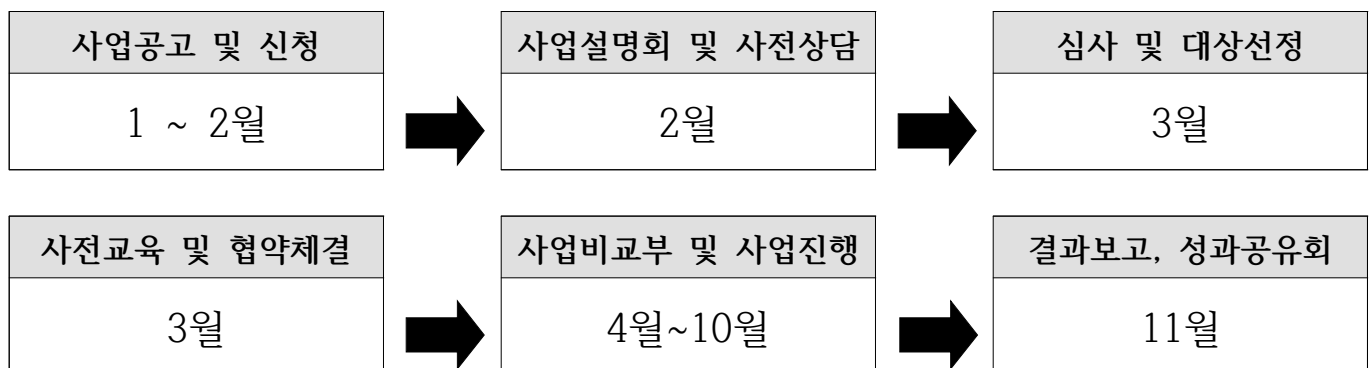 사업공고 및 신청
사업설명회 및 사전상담
심사 및 대상선정
1 ~ 2월
2월
3월
사전교육 및 협약체결
사업비교부 및 사업진행
결과보고, 성과공유회
3월
4월~10월
11월